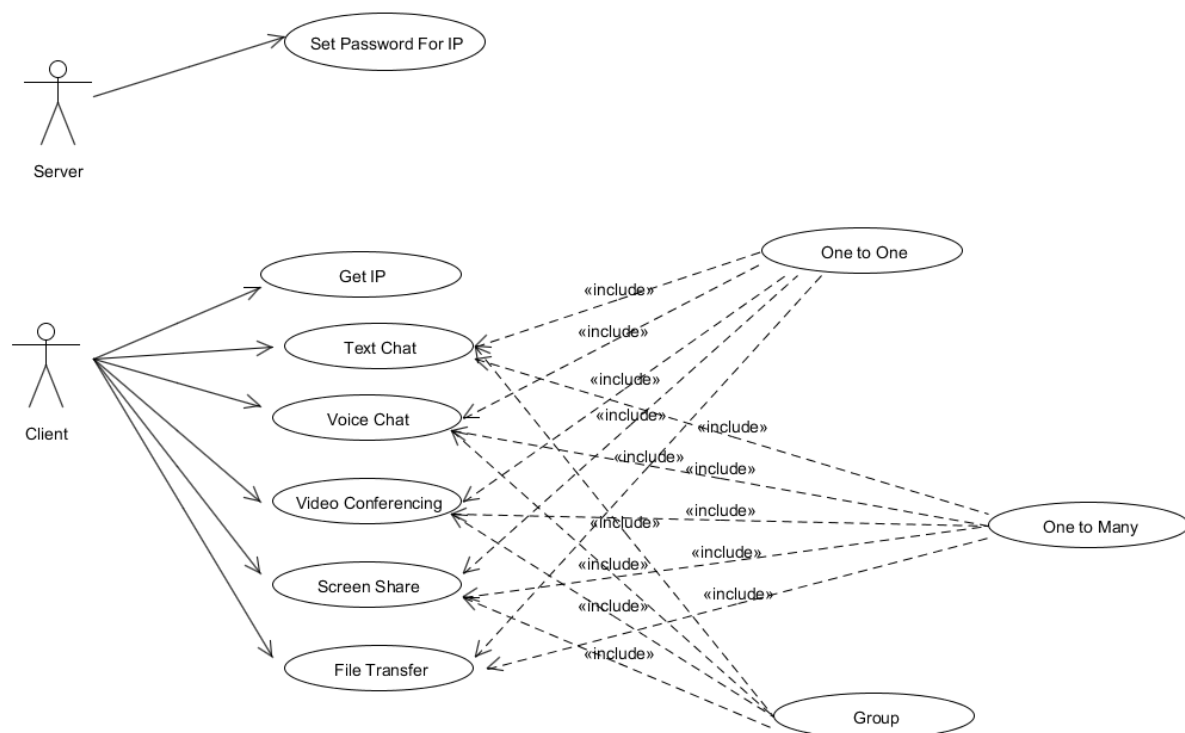 Set Password For IP
Server
One to One
Get IP
«include»
Text Chat
«include»
«include»
Voice Chat
«include»
Client
«include»
«include»
«include»
Video Conferencing
«include»
«include»
One to Many
«include»
«include»
Screen Share
«include»
«include»
«include»
File Transfer
«include»
Group